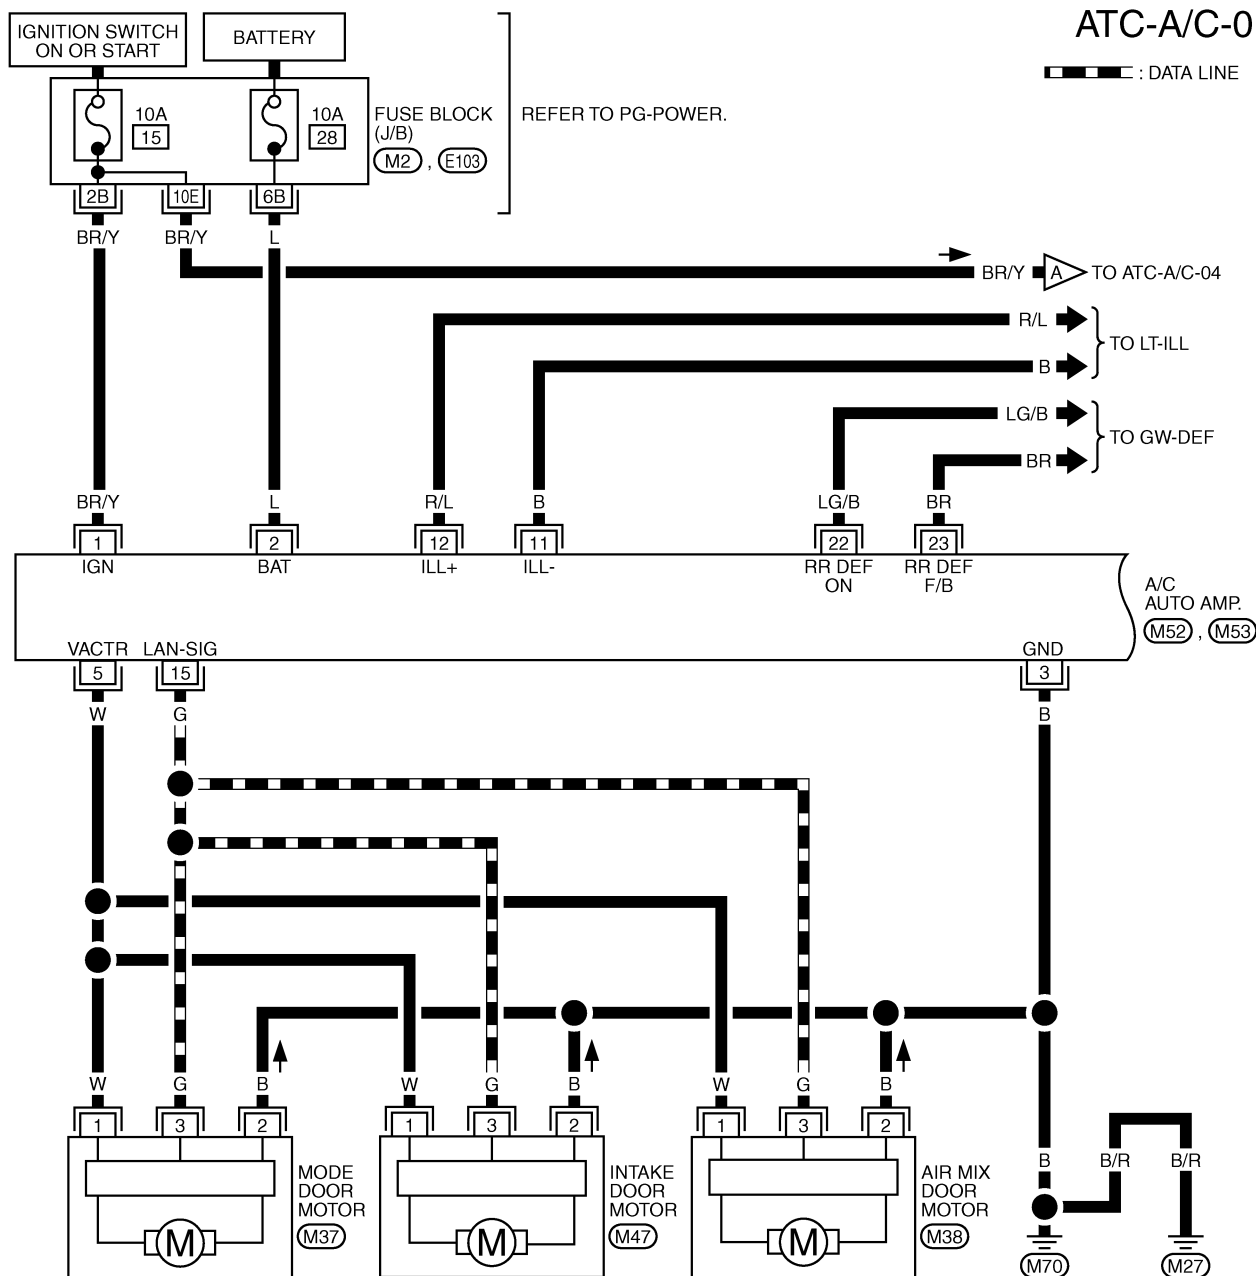 ATC-A/C-0
: DATA LINE
IGNITION SWITCH
ON OR START
BATTERY
10A
15
10A
28
FUSE BLOCK
(J/B)
M2 , E103
REFER TO PG-POWER.
2B 10E 6B
BR/Y BR/Y L
BR/Y A TO ATC-A/C-04
R/L
TO LT-ILL
B
LG/B
TO GW-DEF
BR
BR/Y L R/L B LG/B BR
1 2 12 11 22 23
IGN BAT ILL+ ILL- RR DEF ON RR DEF F/B
A/C
AUTO AMP.
M52 , M53
VACTR LAN-SIG GND
5 15 3
W G B
W G B W G B W G B
1 3 2 1 3 2 1 3 2
MODE
DOOR
MOTOR
M37
M
INTAKE
DOOR
MOTOR
M47
M
AIR MIX
DOOR
MOTOR
M38
M
B B/R B/R
M70 M27